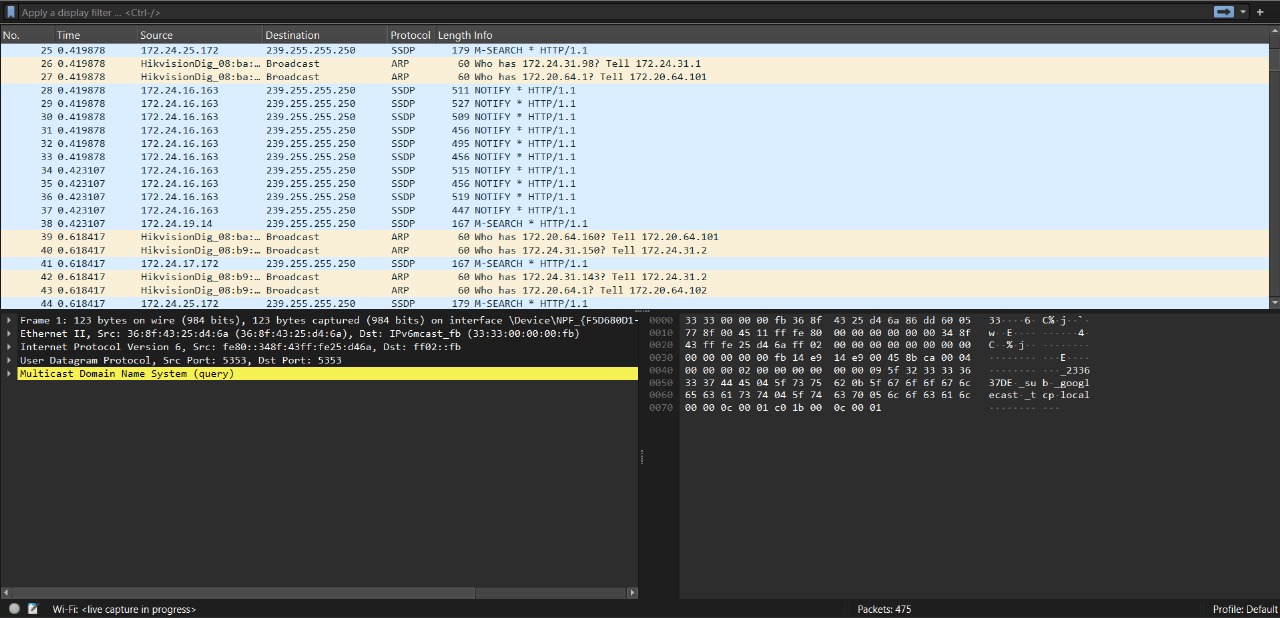 Apply a display filter ... <Ctrl-/>
No. Time Source Destination Protocol Length Info
25 0.419878 172.24.25.172 239.255.255.250 SSDP 179 M-SEARCH * HTTP/1.1
26 0.419878 HikvisionDig_08:ba:… Broadcast ARP 60 Who has 172.24.31.98? Tell 172.24.31.1
27 0.419878 HikvisionDig_08:ba:… Broadcast ARP 60 Who has 172.20.64.1? Tell 172.20.64.101
28 0.419878 172.24.16.163 239.255.255.250 SSDP 511 NOTIFY * HTTP/1.1
29 0.419878 172.24.16.163 239.255.255.250 SSDP 527 NOTIFY * HTTP/1.1
30 0.419878 172.24.16.163 239.255.255.250 SSDP 509 NOTIFY * HTTP/1.1
31 0.419878 172.24.16.163 239.255.255.250 SSDP 456 NOTIFY * HTTP/1.1
32 0.419878 172.24.16.163 239.255.255.250 SSDP 495 NOTIFY * HTTP/1.1
33 0.419878 172.24.16.163 239.255.255.250 SSDP 456 NOTIFY * HTTP/1.1
34 0.423107 172.24.16.163 239.255.255.250 SSDP 515 NOTIFY * HTTP/1.1
35 0.423107 172.24.16.163 239.255.255.250 SSDP 456 NOTIFY * HTTP/1.1
36 0.423107 172.24.16.163 239.255.255.250 SSDP 519 NOTIFY * HTTP/1.1
37 0.423107 172.24.16.163 239.255.255.250 SSDP 447 NOTIFY * HTTP/1.1
38 0.423107 172.24.19.14 239.255.255.250 SSDP 167 M-SEARCH * HTTP/1.1
39 0.618417 HikvisionDig_08:ba:… Broadcast ARP 60 Who has 172.20.64.160? Tell 172.20.64.101
40 0.618417 HikvisionDig_08:b9:… Broadcast ARP 60 Who has 172.24.31.150? Tell 172.24.31.2
41 0.618417 172.24.17.172 239.255.255.250 SSDP 167 M-SEARCH * HTTP/1.1
42 0.618417 HikvisionDig_08:b9:… Broadcast ARP 60 Who has 172.24.31.143? Tell 172.24.31.2
43 0.618417 HikvisionDig_08:b9:… Broadcast ARP 60 Who has 172.20.64.1? Tell 172.20.64.102
44 0.618417 172.24.25.172 239.255.255.250 SSDP 179 M-SEARCH * HTTP/1.1
Frame 1: 123 bytes on wire (984 bits), 123 bytes captured (984 bits) on interface \Device\NPF_{F5D680D1-
Ethernet II, Src: 36:8f:43:25:d4:6a (36:8f:43:25:d4:6a), Dst: IPv6mcast_fb (33:33:00:00:00:fb)
Internet Protocol Version 6, Src: fe80::348f:43ff:fe25:d46a, Dst: ff02::fb
User Datagram Protocol, Src Port: 5353, Dst Port: 5353
Multicast Domain Name System (query)
0000 33 33 00 00 00 fb 36 8f 43 25 d4 6a 86 dd 60 05 33····6· C%·j··`·
0010 77 8f 00 45 11 ff fe 80 00 00 00 00 00 00 34 8f w··E···· ······4·
0020 43 ff fe 25 d4 6a ff 02 00 00 00 00 00 00 00 00 C··%·j·· ········
0030 00 00 00 00 00 fb 14 e9 14 e9 00 45 8b ca 00 04 ········ ···E····
0040 00 00 00 02 00 00 00 00 00 00 09 5f 32 33 33 36 ········ ···_2336
0050 33 37 44 45 04 5f 73 75 62 0b 5f 67 6f 6f 67 6c 37DE·_su b·_googl
0060 65 63 61 73 74 04 5f 74 63 70 05 6c 6f 63 61 6c ecast·_t cp·local
0070 00 00 0c 00 01 c0 1b 00 0c 00 01 ········ ···
Wi-Fi: <live capture in progress> Packets: 475 Profile: Default